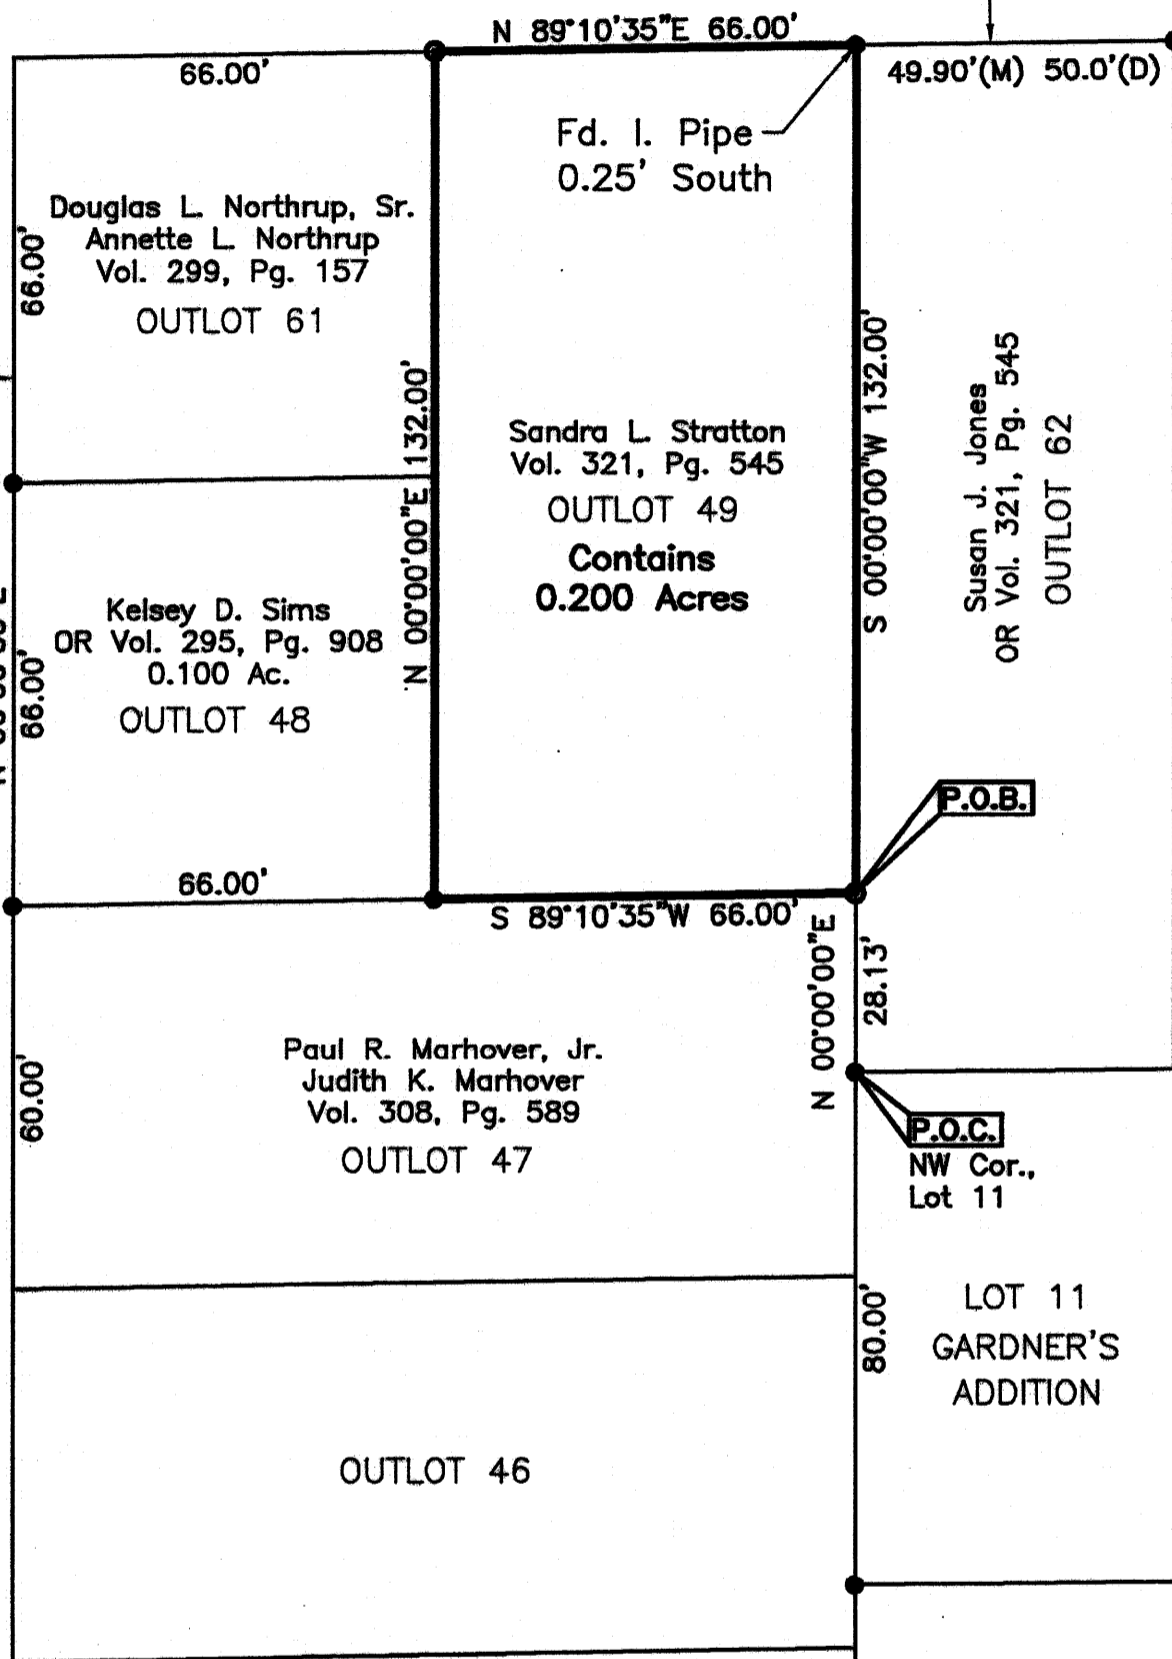 N 89°10'35"E 66.00'
66.00'
49.90'(M) 50.0'(D)
Fd. I. Pipe
0.25' South
Douglas L. Northrup, Sr.
Annette L. Northrup
Vol. 299, Pg. 157
OUTLOT 61
66.00'
N 00°00'00"E 132.00'
Sandra L. Stratton
Vol. 321, Pg. 545
OUTLOT 49
Contains
0.200 Acres
S 00°00'00"W 132.00'
Susan J. Jones
OR Vol. 321, Pg. 545
OUTLOT 62
Kelsey D. Sims
OR Vol. 295, Pg. 908
0.100 Ac.
OUTLOT 48
66.00'
P.O.B.
66.00'
S 89°10'35"W 66.00'
N 00°00'00"E
28.13'
Paul R. Marhover, Jr.
Judith K. Marhover
Vol. 308, Pg. 589
OUTLOT 47
60.00'
P.O.C.
NW Cor.,
Lot 11
80.00'
LOT 11
GARDNER'S
ADDITION
OUTLOT 46